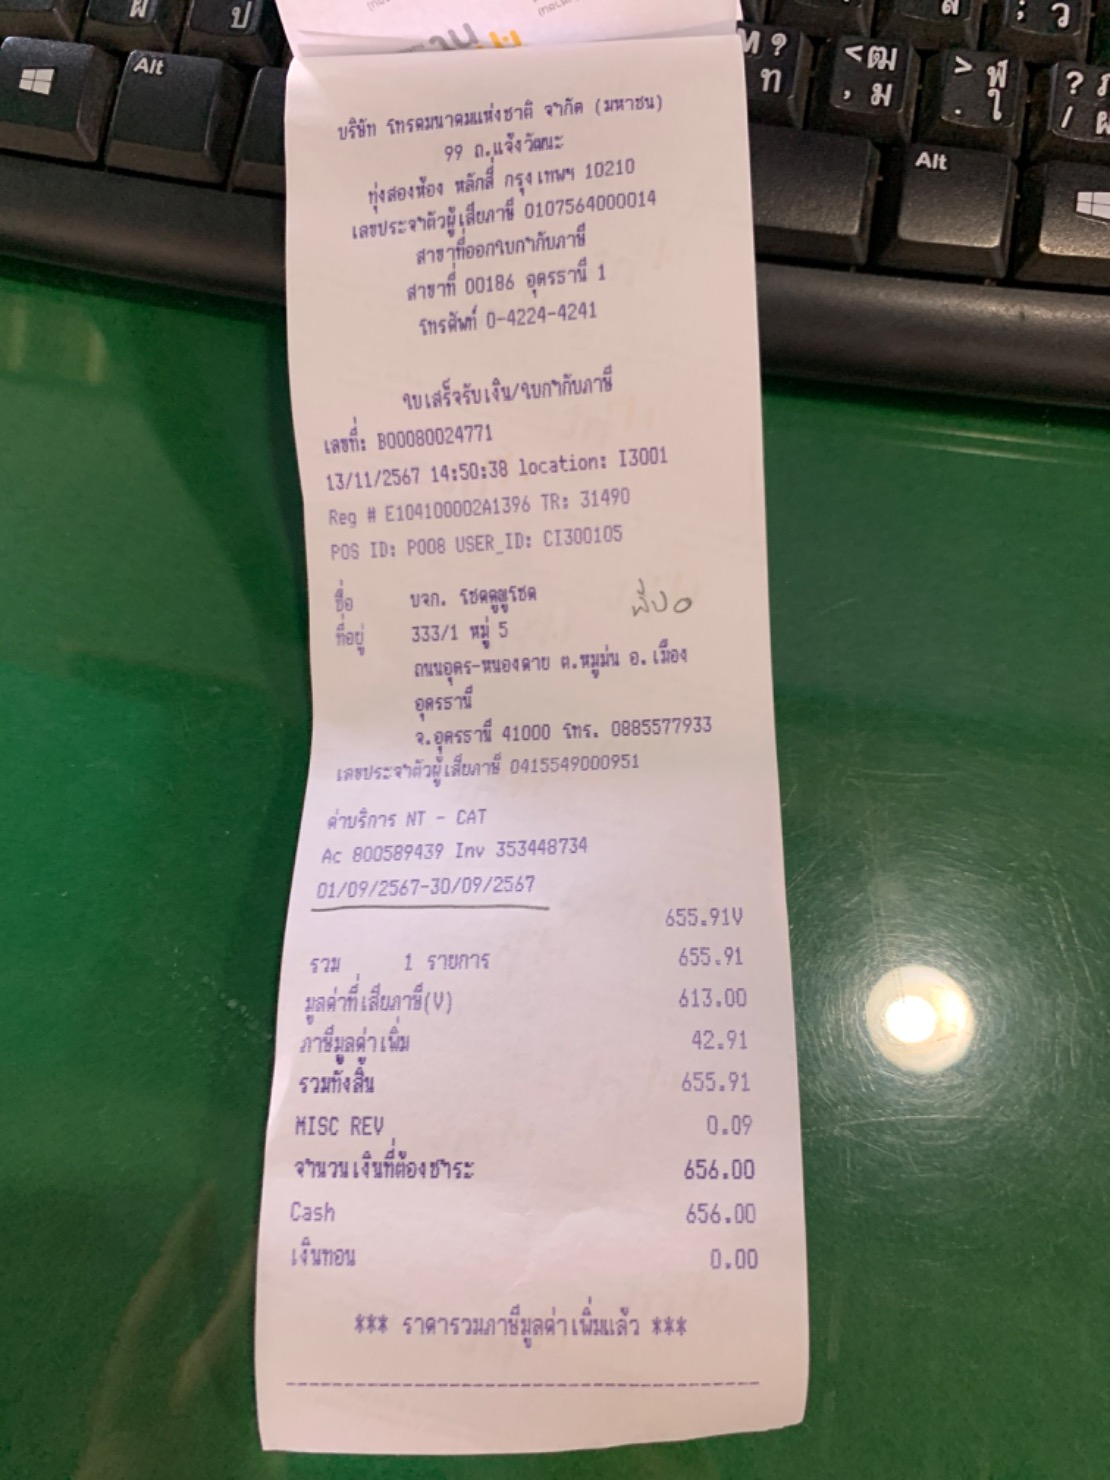 บริษัท โทรคมนาคมแห่งชาติ จำกัด (มหาชน)
99 ถ.แจ้งวัฒนะ
ทุ่งสองห้อง หลักสี่ กรุงเทพฯ 10210
เลขประจำตัวผู้เสียภาษี 0107564000014
สาขาที่ออกใบกำกับภาษี
สาขาที่ 00186 อุดรธานี 1
โทรศัพท์ 0-4224-4241
ใบเสร็จรับเงิน/ใบกำกับภาษี
เลขที่: B00080024771
13/11/2567 14:50:38 location: I3001
Reg # E104100002A1396 TR: 31490
POS ID: P008 USER_ID: CI300105
ชื่อ บจก. โชคคูณโชค
ที่อยู่ 333/1 หมู่ 5
ถนนอุดร-หนองคาย ต.หมูม่น อ.เมือง
อุดรธานี
จ.อุดรธานี 41000 โทร. 0885577933
เลขประจำตัวผู้เสียภาษี 0415549000951
ค่าบริการ NT - CAT
Ac 800589439 Inv 353448734
01/09/2567-30/09/2567
655.91V
รวม 1 รายการ 655.91
มูลค่าที่เสียภาษี(V) 613.00
ภาษีมูลค่าเพิ่ม 42.91
รวมทั้งสิ้น 655.91
MISC REV 0.09
จำนวนเงินที่ต้องชำระ 656.00
Cash 656.00
เงินทอน 0.00
*** ราคารวมภาษีมูลค่าเพิ่มแล้ว ***
Alt
Alt